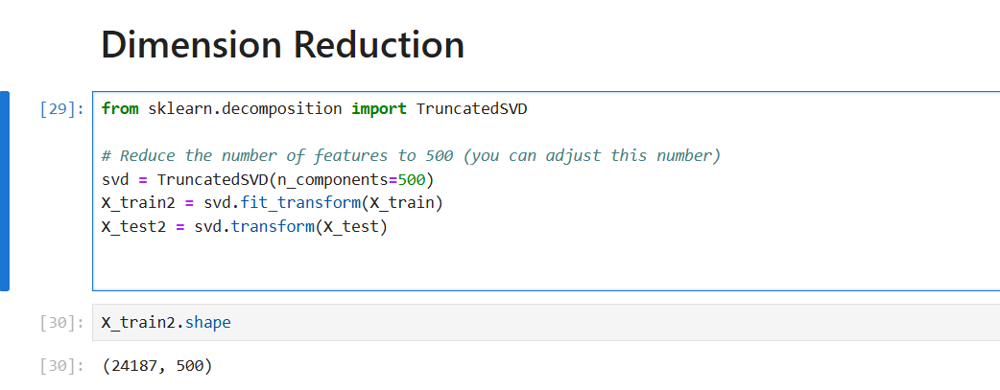 Dimension Reduction
[29]: from sklearn.decomposition import TruncatedSVD
# Reduce the number of features to 500 (you can adjust this number)
svd = TruncatedSVD(n_components=500)
X_train2 = svd.fit_transform(X_train)
X_test2 = svd.transform(X_test)
[30]: X_train2.shape
[30]: (24187, 500)